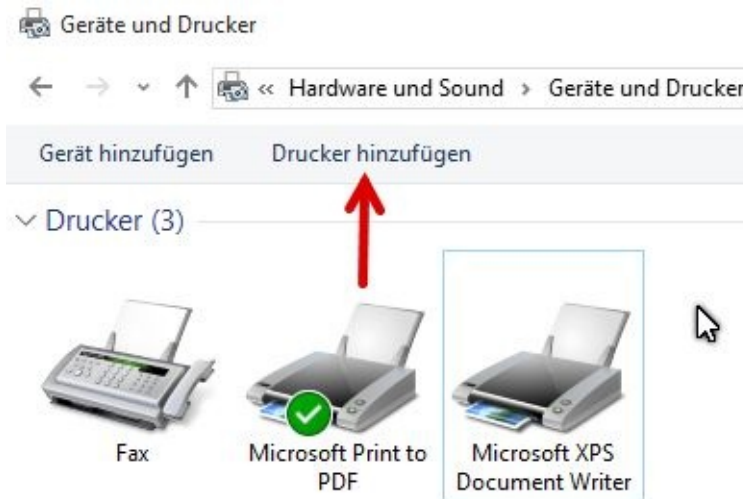 Geräte und Drucker
« Hardware und Sound › Geräte und Drucker
Gerät hinzufügen Drucker hinzufügen
Drucker (3)
Fax
Microsoft Print to
PDF
Microsoft XPS
Document Writer